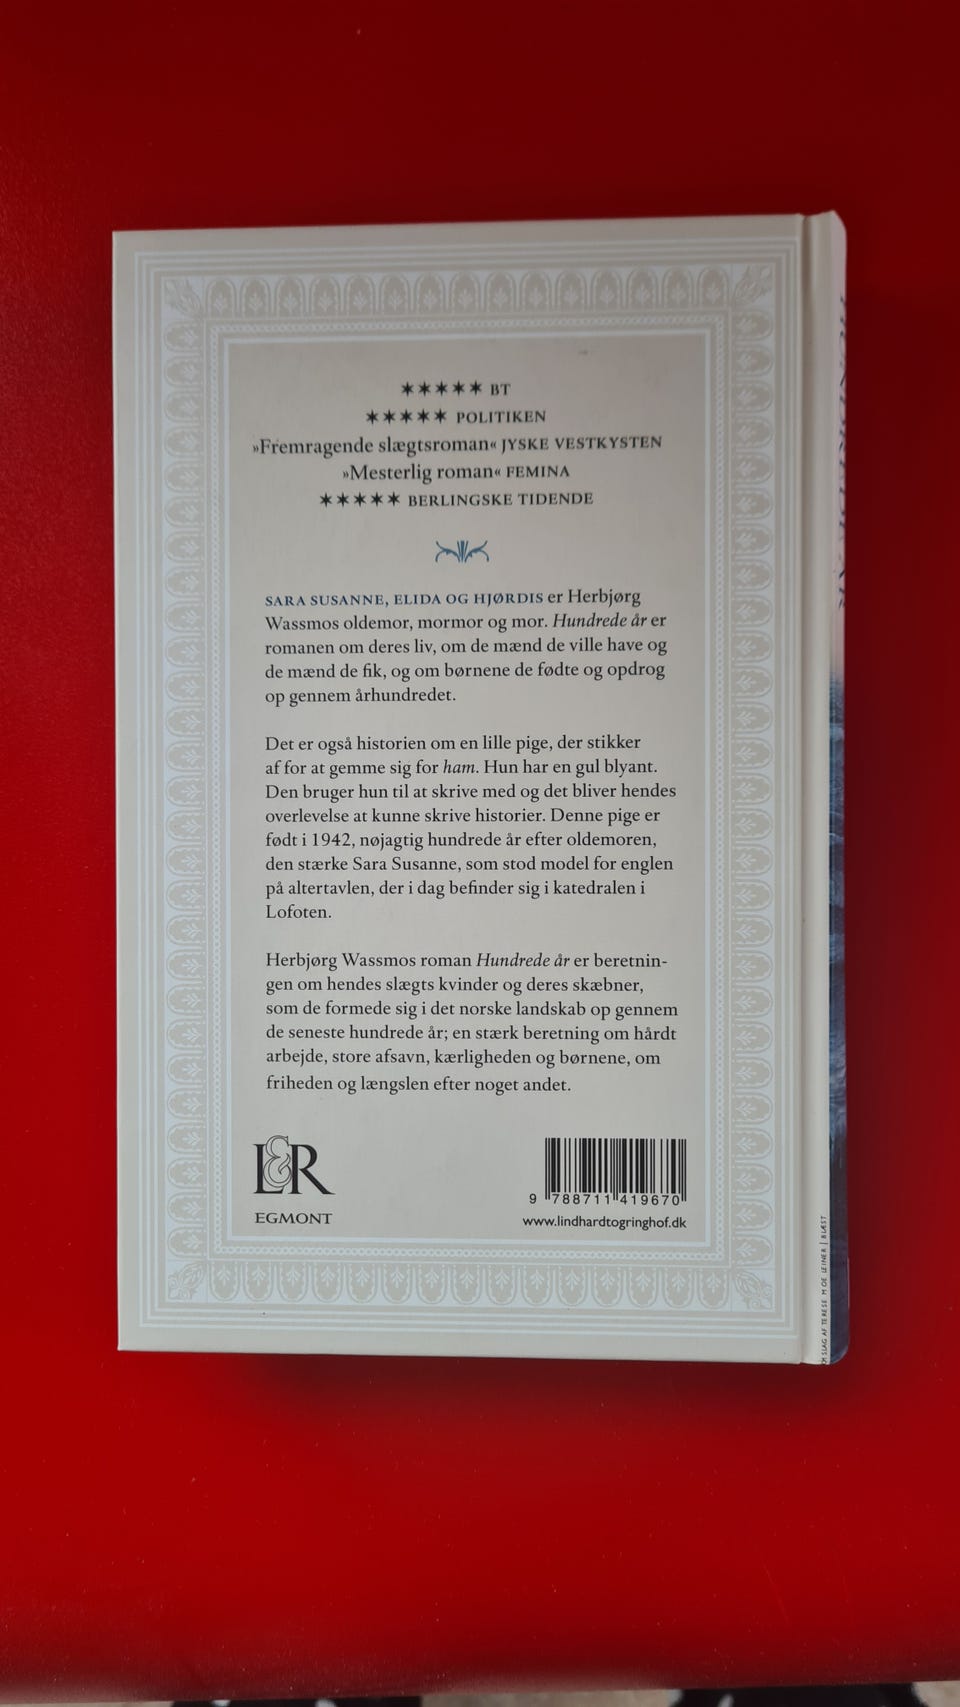 ✶✶✶✶✶ BT
✶✶✶✶✶ POLITIKEN
»Fremragende slægtsroman« JYSKE VESTKYSTEN
»Mesterlig roman« FEMINA
✶✶✶✶✶ BERLINGSKE TIDENDE
SARA SUSANNE, ELIDA OG HJØRDIS er Herbjørg
Wassmos oldemor, mormor og mor. Hundrede år er
romanen om deres liv, om de mænd de ville have og
de mænd de fik, og om børnene de fødte og opdrog
op gennem århundredet.
Det er også historien om en lille pige, der stikker
af for at gemme sig for ham. Hun har en gul blyant.
Den bruger hun til at skrive med og det bliver hendes
overlevelse at kunne skrive historier. Denne pige er
født i 1942, nøjagtig hundrede år efter oldemoren,
den stærke Sara Susanne, som stod model for englen
på altertavlen, der i dag befinder sig i katedralen i
Lofoten.
Herbjørg Wassmos roman Hundrede år er beretnin-
gen om hendes slægts kvinder og deres skæbner,
som de formede sig i det norske landskab op gennem
de seneste hundrede år; en stærk beretning om hårdt
arbejde, store afsavn, kærligheden og børnene, om
friheden og længslen efter noget andet.
L&R
EGMONT
9 788711 419670
www.lindhardtogringhof.dk
SLAG AF TERESE MOE LEINER | BLÆST